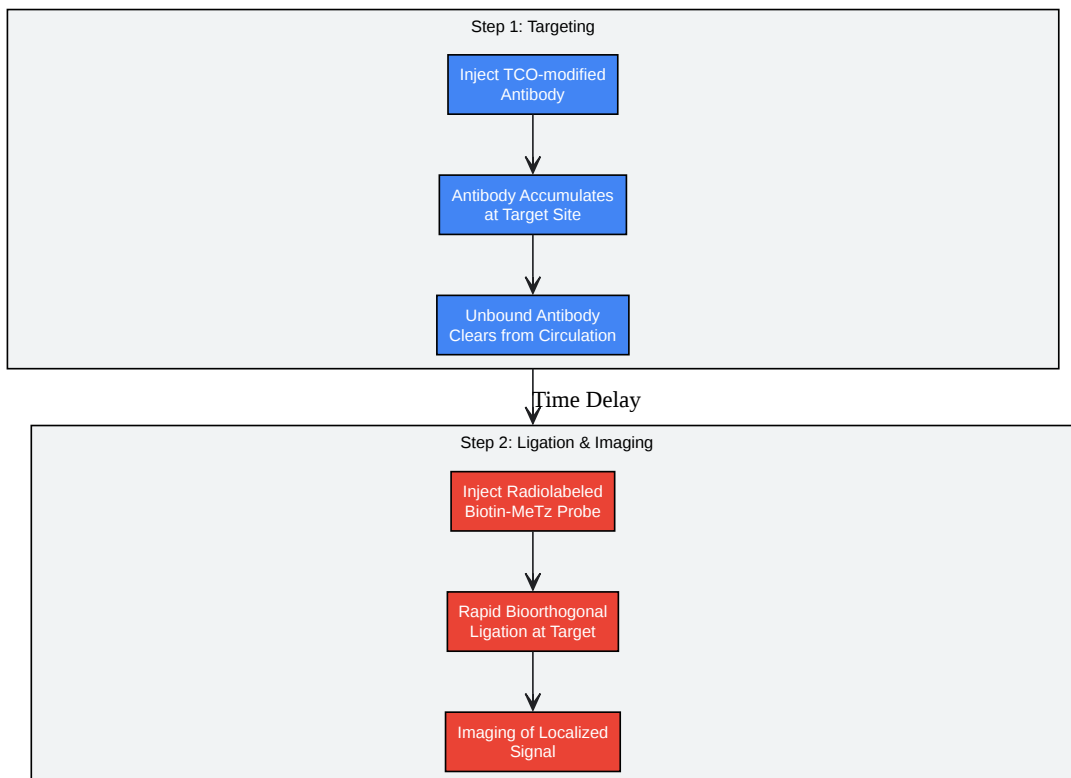 Step 1: Targeting
Inject TCO-modified
Antibody
Antibody Accumulates
at Target Site
Unbound Antibody
Clears from Circulation
Time Delay
Step 2: Ligation & Imaging
Inject Radiolabeled
Biotin-MeTz Probe
Rapid Bioorthogonal
Ligation at Target
Imaging of Localized
Signal